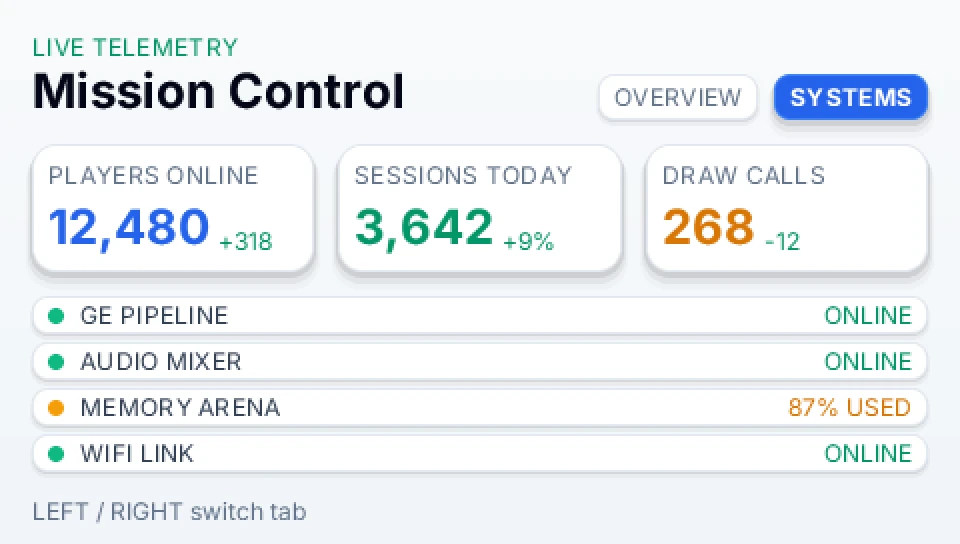 LIVE TELEMETRY
Mission Control
OVERVIEW
SYSTEMS
PLAYERS ONLINE
12,480 +318
SESSIONS TODAY
3,642 +9%
DRAW CALLS
268 -12
GE PIPELINE ONLINE
AUDIO MIXER ONLINE
MEMORY ARENA 87% USED
WIFI LINK ONLINE
LEFT / RIGHT switch tab